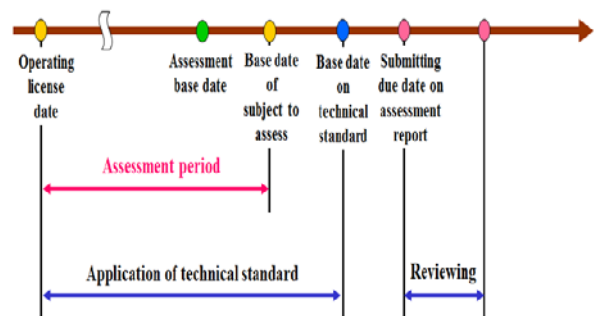 Operating
license
date
Assessment
base date
Base date
of
subject to
assess
Base date
on
technical
standard
Submitting
due date on
assessment
report
Assessment period
Application of technical standard
Reviewing